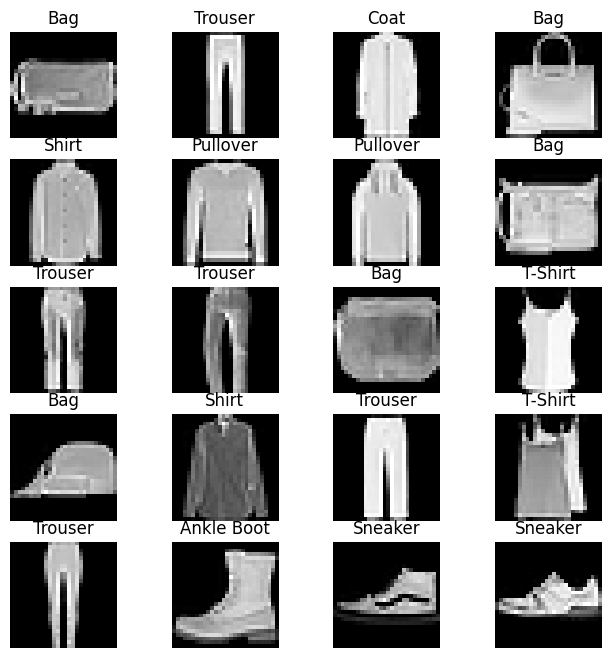 Bag Trouser Coat Bag
Shirt Pullover Pullover Bag
Trouser Trouser Bag T-Shirt
Bag Shirt Trouser T-Shirt
Trouser Ankle Boot Sneaker Sneaker